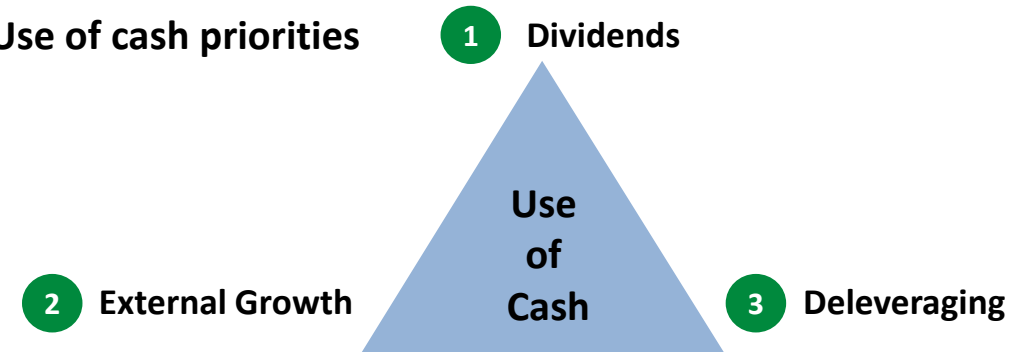 Use of cash priorities
1 Dividends
Use
of
Cash
2 External Growth
3 Deleveraging